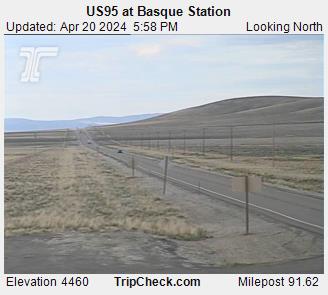 US95 at Basque Station
Updated: Apr 20 2024 5:58 PM Looking North
Elevation 4460 TripCheck.com Milepost 91.62